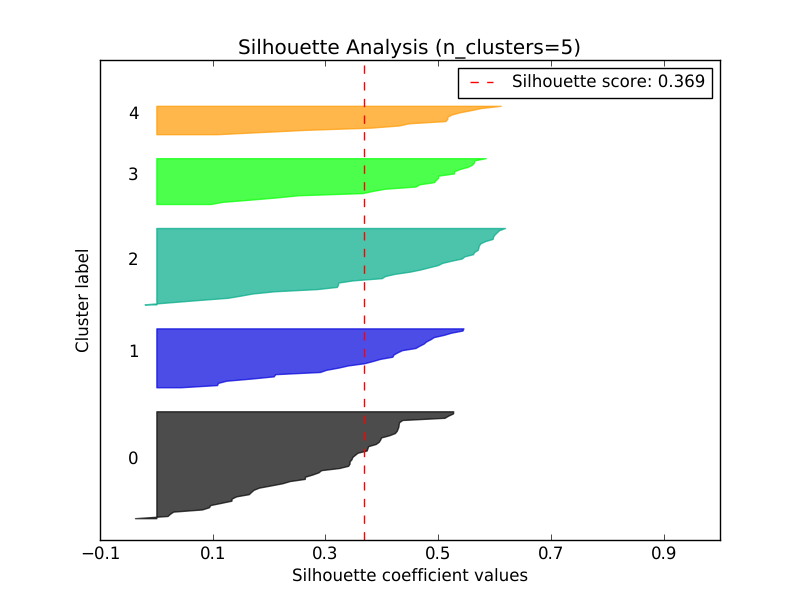 Silhouette Analysis (n_clusters=5)
Silhouette score: 0.369
4
3
2
1
0
Cluster label
−0.1 0.1 0.3 0.5 0.7 0.9
Silhouette coefficient values